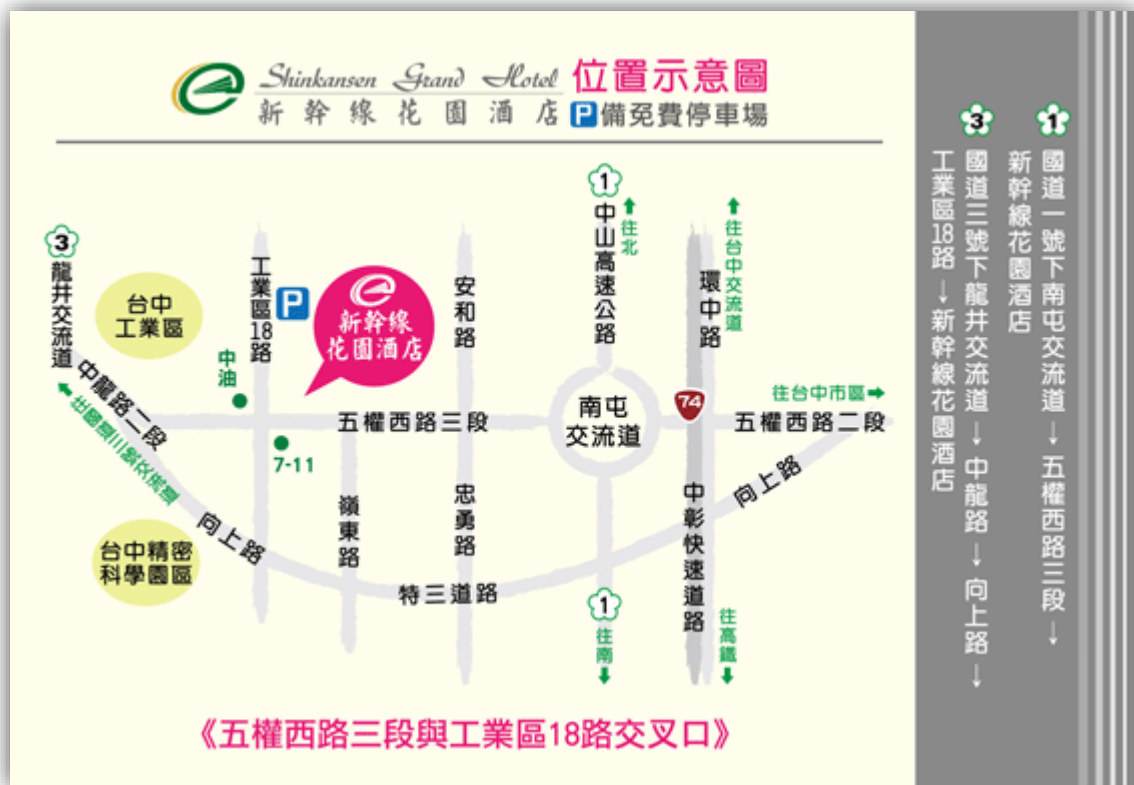 Shinkansen Grand Hotel
新幹線花園酒店
位置示意圖
P備免費停車場
1
國道一號下南屯交流道→五權西路三段→
新幹線花園酒店
3
國道三號下龍井交流道→中龍路→向上路→
工業區18路→新幹線花園酒店
3
龍井交流道
台中
工業區
工業區18路
P
新幹線
花園酒店
安和路
1
中山高速公路
往北
環中路
往台中交流道
中油
中龍路二段
往國道三號交流道
7-11
五權西路三段
南屯
交流道
74
往台中市區
五權西路二段
向上路
台中精密
科學園區
向上路
嶺東路
忠勇路
特三道路
1
往南
中彰快速道路
往高鐵
《五權西路三段與工業區18路交叉口》